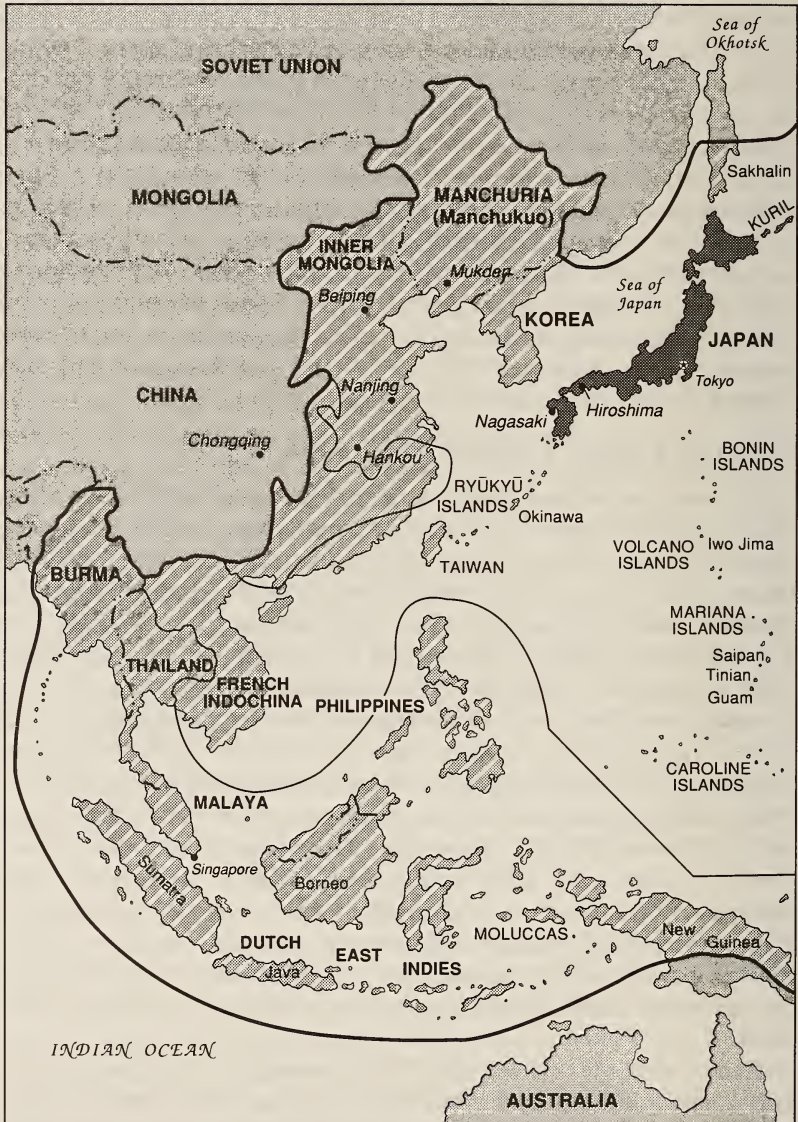 Sea of
Okhotsk
SOVIET UNION
MONGOLIA
MANCHURIA
(Manchukuo)
Sakhalin
KURIL
INNER
MONGOLIA
Mukden
Beiping
Sea of
Japan
KOREA
JAPAN
Tokyo
CHINA
Nanjing
Nagasaki
Hiroshima
Chongqing
Hankou
BONIN
ISLANDS
RYŪKYŪ
ISLANDS
Okinawa
TAIWAN
VOLCANO
ISLANDS
Iwo Jima
BURMA
MARIANA
ISLANDS
Saipan
Tinian
Guam
THAILAND
FRENCH
INDOCHINA
PHILIPPINES
CAROLINE
ISLANDS
MALAYA
Singapore
Sumatra
Borneo
MOLUCCAS
New
Guinea
DUTCH
EAST
INDIES
Java
INDIAN OCEAN
AUSTRALIA